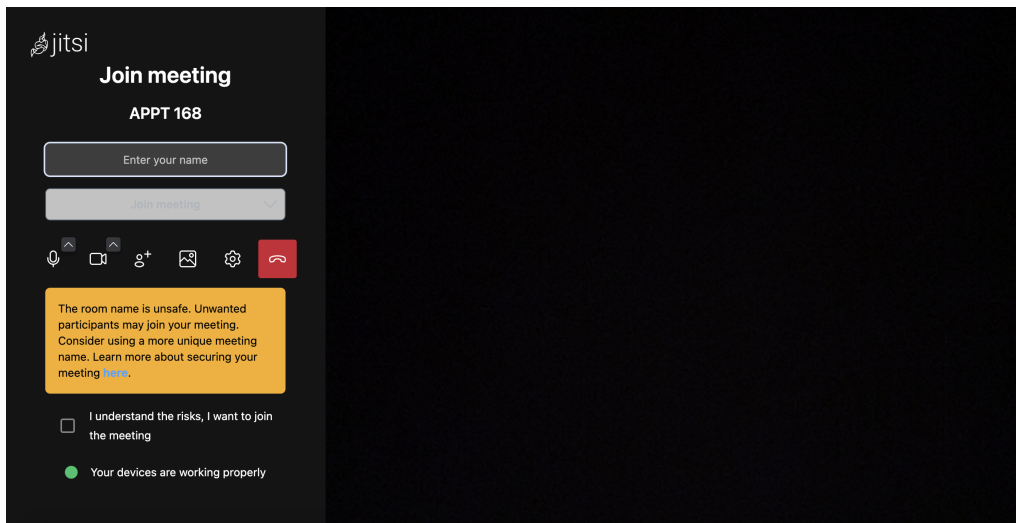 jitsi
Join meeting
APPT 168
Enter your name
Join meeting
The room name is unsafe. Unwanted
participants may join your meeting.
Consider using a more unique meeting
name. Learn more about securing your
meeting here.
I understand the risks, I want to join
the meeting
Your devices are working properly